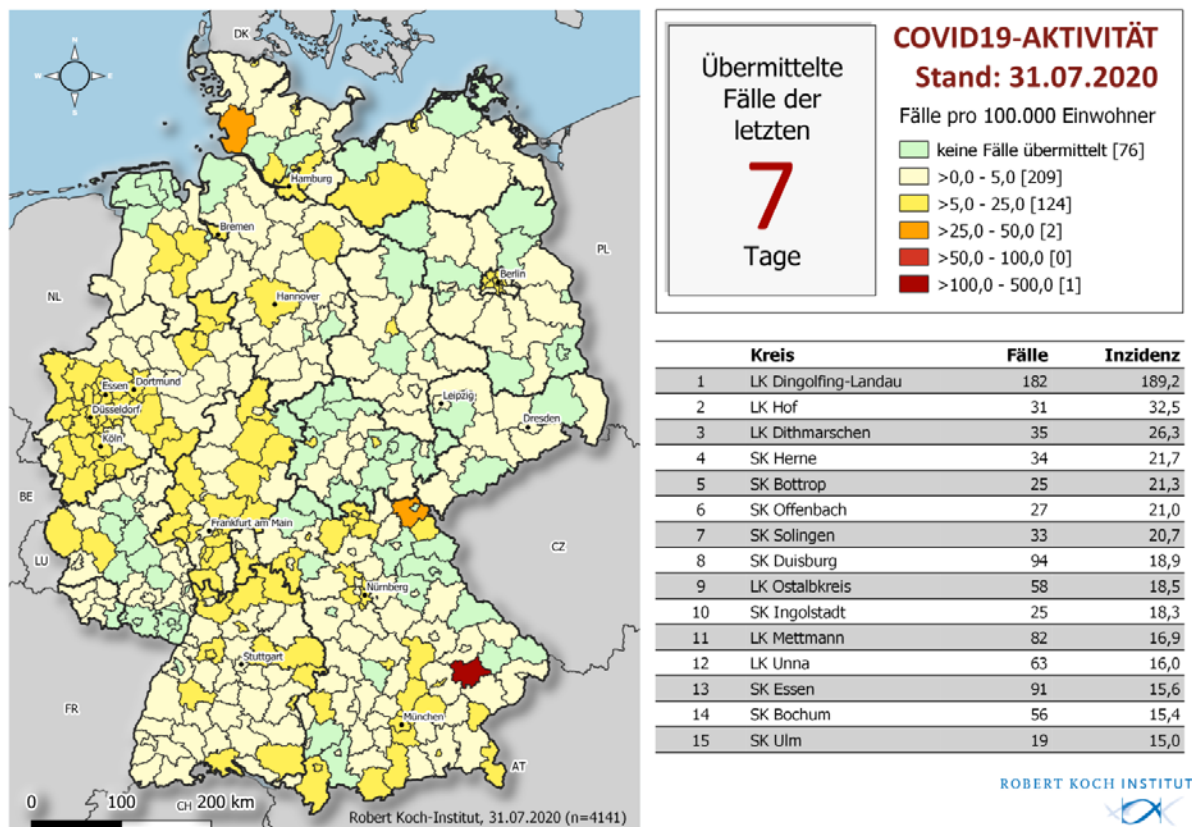 DK
N
W
E
S
Hamburg
Bremen
PL
Berlin
NL
Hannover
Essen
Dortmund
Düsseldorf
Leipzig
Dresden
Köln
BE
Frankfurt am Main
LU
CZ
Nürnberg
Stuttgart
FR
München
AT
0 100 200 km
CH
Robert Koch-Institut, 31.07.2020 (n=4141)
Übermittelte
Fälle der
letzten
7
Tage
COVID19-AKTIVITÄT
Stand: 31.07.2020
Fälle pro 100.000 Einwohner
keine Fälle übermittelt [76]
>0,0 - 5,0 [209]
>5,0 - 25,0 [124]
>25,0 - 50,0 [2]
>50,0 - 100,0 [0]
>100,0 - 500,0 [1]
Kreis Fälle Inzidenz
1 LK Dingolfing-Landau 182 189,2
2 LK Hof 31 32,5
3 LK Dithmarschen 35 26,3
4 SK Herne 34 21,7
5 SK Bottrop 25 21,3
6 SK Offenbach 27 21,0
7 SK Solingen 33 20,7
8 SK Duisburg 94 18,9
9 LK Ostalbkreis 58 18,5
10 SK Ingolstadt 25 18,3
11 LK Mettmann 82 16,9
12 LK Unna 63 16,0
13 SK Essen 91 15,6
14 SK Bochum 56 15,4
15 SK Ulm 19 15,0
ROBERT KOCH INSTITUT